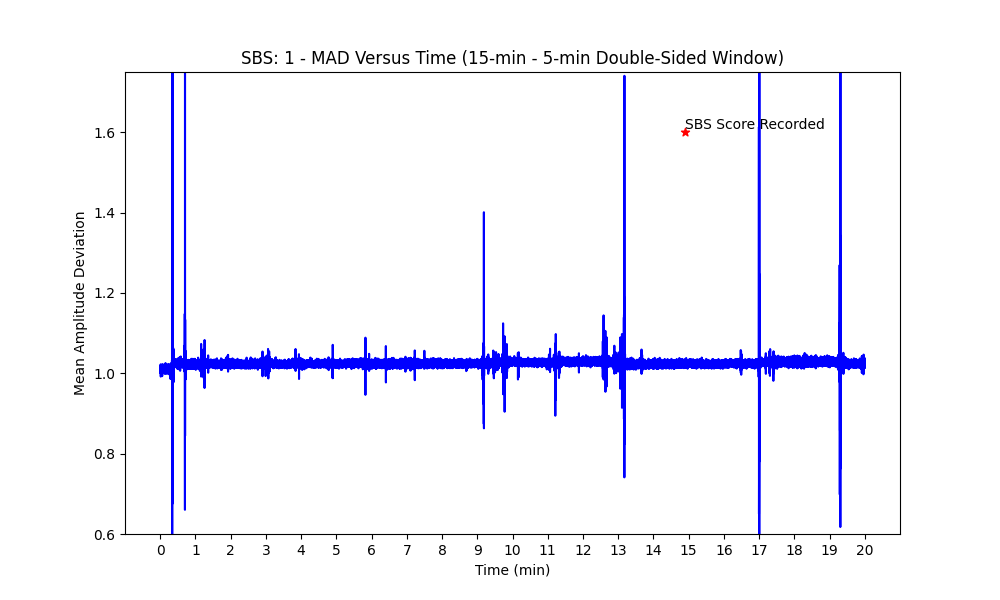 SBS: 1 - MAD Versus Time (15-min - 5-min Double-Sided Window)
SBS Score Recorded
Mean Amplitude Deviation
1.6
1.4
1.2
1.0
0.8
0.6
0 1 2 3 4 5 6 7 8 9 10 11 12 13 14 15 16 17 18 19 20
Time (min)